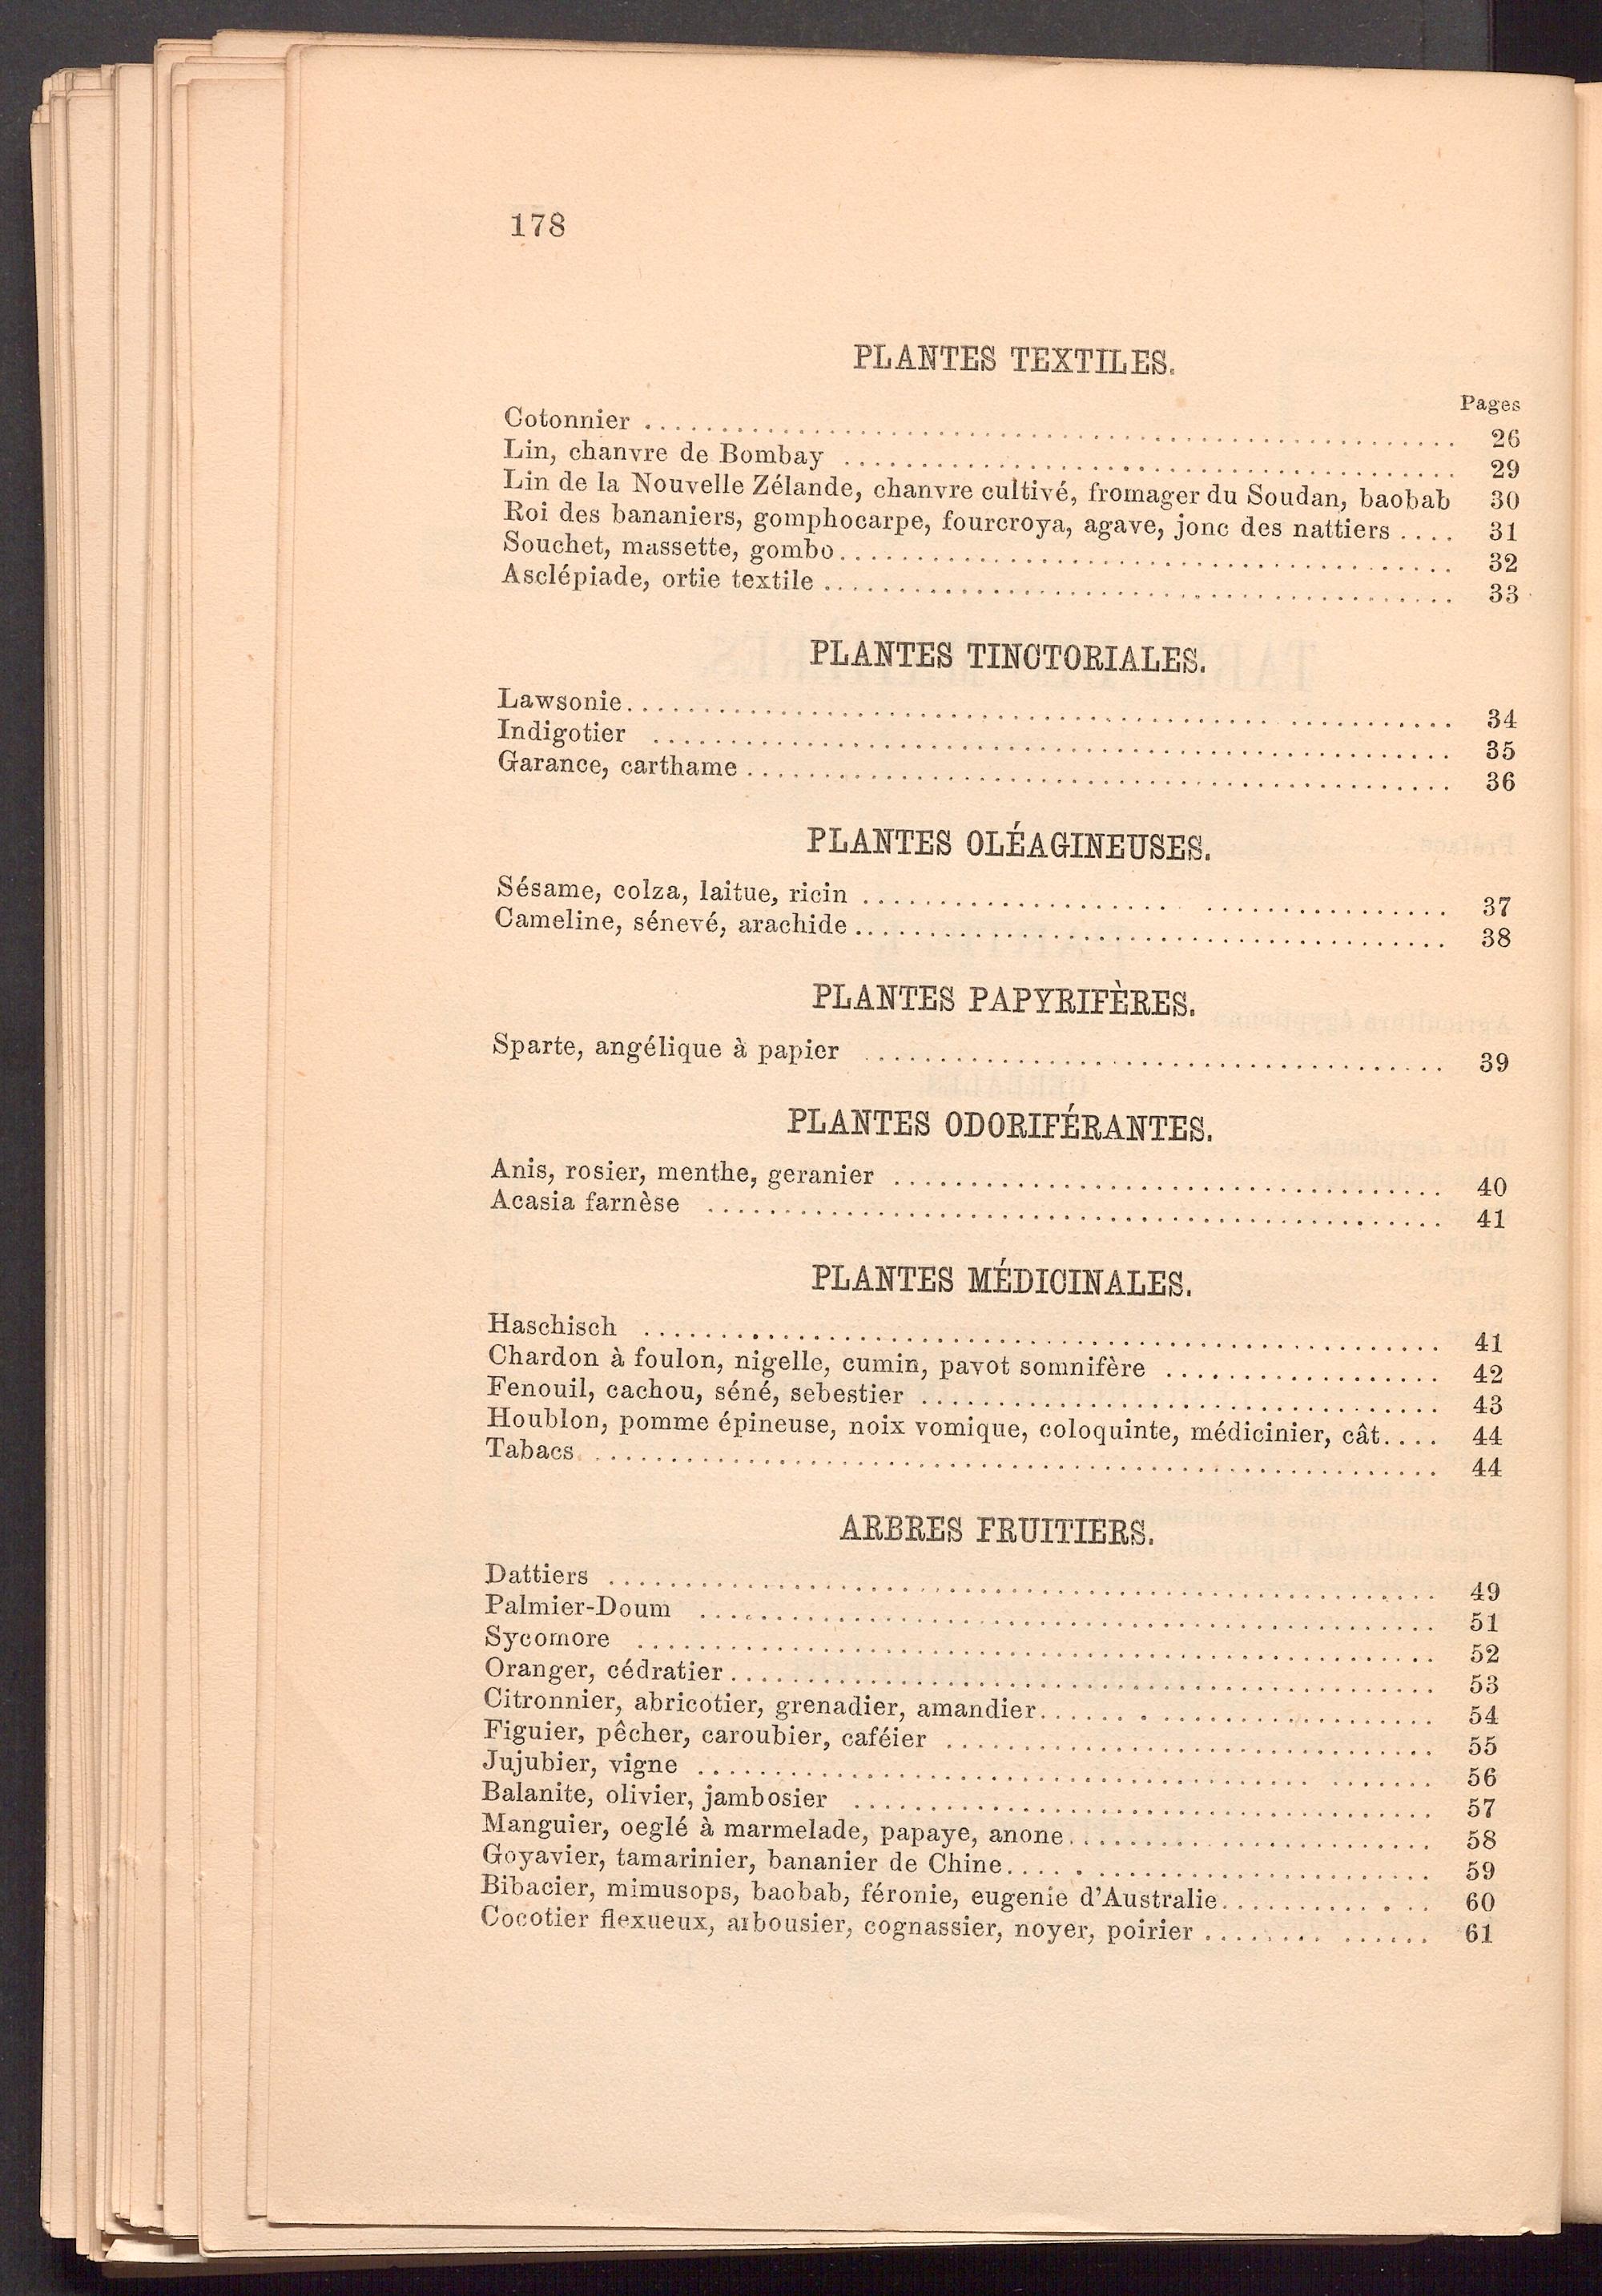 178
PLANTES TEXTILES.
Pages
Cotonnier ........................................ 26
Lin, chanvre de Bombay ........................................ 29
Lin de la Nouvelle Zélande, chanvre cultivé, fromager du Soudan, baobab 30
Roi des bananiers, gomphocarpe, fourcroya, agave, jonc des nattiers .... 31
Souchet, massette, gombo ........................................ 32
Asclépiade, ortie textile ........................................ 33
PLANTES TINCTORIALES.
Lawsonie ........................................ 34
Indigotier ........................................ 35
Garance, carthame ........................................ 36
PLANTES OLÉAGINEUSES.
Sésame, colza, laitue, ricin ........................................ 37
Cameline, sénevé, arachide ........................................ 38
PLANTES PAPYRIFÈRES.
Sparte, angélique à papier ........................................ 39
PLANTES ODORIFÉRANTES.
Anis, rosier, menthe, geranier ........................................ 40
Acasia farnèse ........................................ 41
PLANTES MÉDICINALES.
Haschisch ........................................ 41
Chardon à foulon, nigelle, cumin, pavot somnifère .................. 42
Fenouil, cachou, séné, sebestier ........................................ 43
Houblon, pomme épineuse, noix vomique, coloquinte, médicinier, cât.... 44
Tabacs ........................................ 44
ARBRES FRUITIERS.
Dattiers ........................................ 49
Palmier-Doum ........................................ 51
Sycomore ........................................ 52
Oranger, cédratier ........................................ 53
Citronnier, abricotier, grenadier, amandier ........................ 54
Figuier, pêcher, caroubier, caféier ........................................ 55
Jujubier, vigne ........................................ 56
Balanite, olivier, jambosier ........................................ 57
Manguier, oeglé à marmelade, papaye, anone ........................ 58
Goyavier, tamarinier, bananier de Chine ........................ 59
Bibacier, mimusops, baobab, féronie, eugenie d'Australie .............. 60
Cocotier flexueux, arbousier, cognassier, noyer, poirier .............. 61